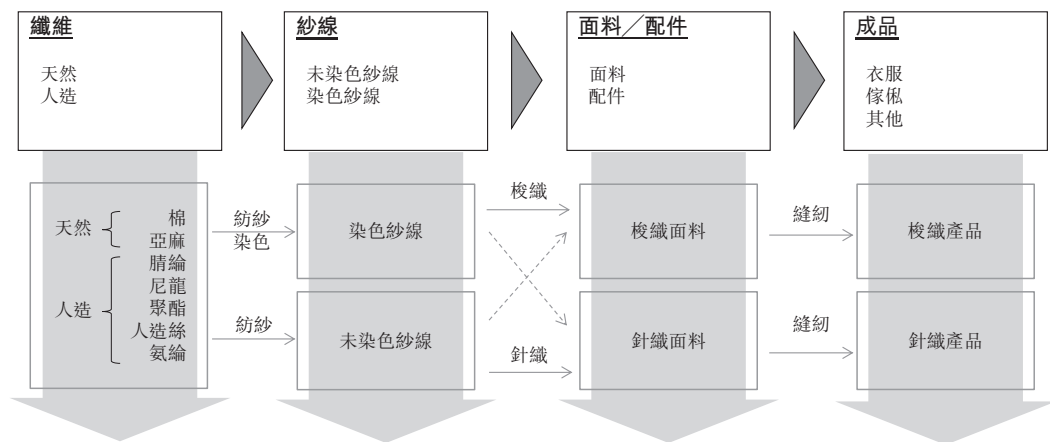 纖維
天然
人造
紗線
未染色紗線
染色紗線
面料／配件
面料
配件
成品
衣服
傢俬
其他
天然
棉
亞麻
人造
腈綸
尼龍
聚酯
人造絲
氨綸
紡紗
染色
紡紗
染色紗線
未染色紗線
梭織
針織
梭織面料
針織面料
縫紉
縫紉
梭織產品
針織產品